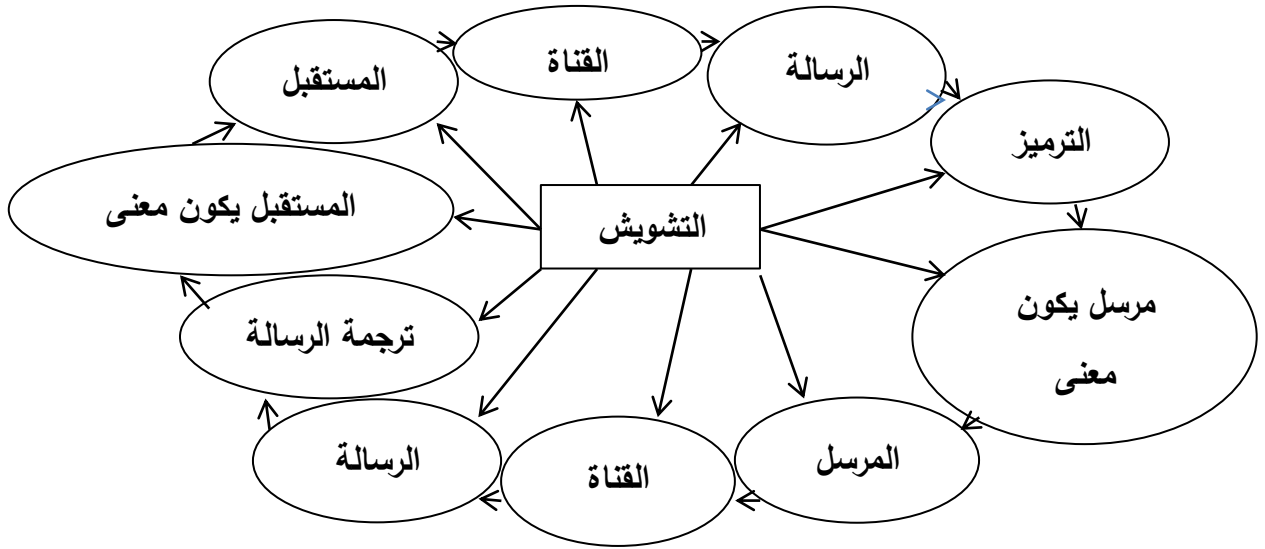 الرسالة
القناة
المستقبل
الترميز
المستقبل يكون معنى
التشويش
مرسل يكون
معنى
ترجمة الرسالة
المرسل
القناة
الرسالة